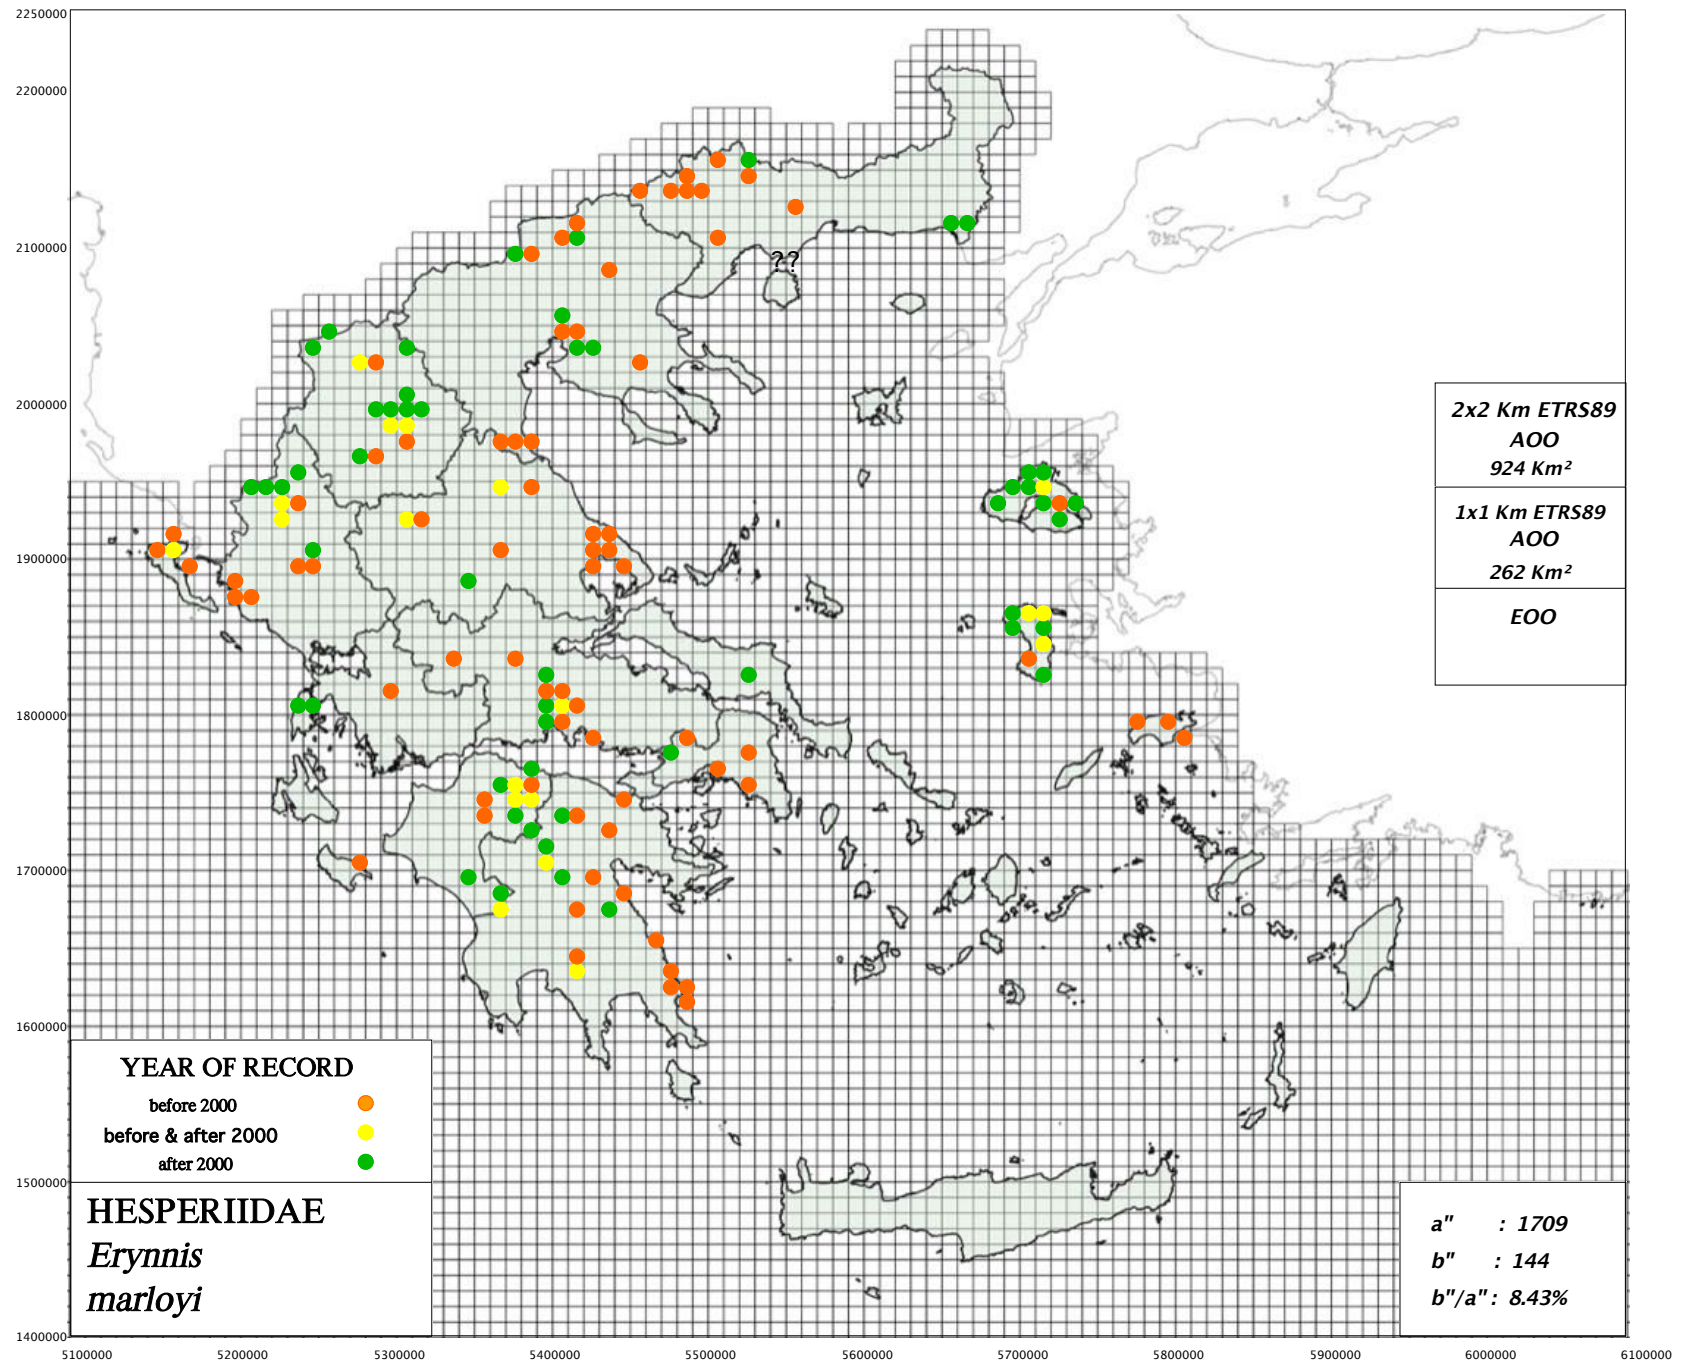 2250000
2200000
2100000
2000000
1900000
1800000
1700000
1600000
1500000
1400000
??
2x2 Km ETRS89
AOO
924 Km²
1x1 Km ETRS89
AOO
262 Km²
EOO
YEAR OF RECORD
before 2000
before & after 2000
after 2000
HESPERIIDAE
Erynnis
marloyi
a" : 1709
b" : 144
b"/a" : 8.43%
5100000 5200000 5300000 5400000 5500000 5600000 5700000 5800000 5900000 6000000 6100000